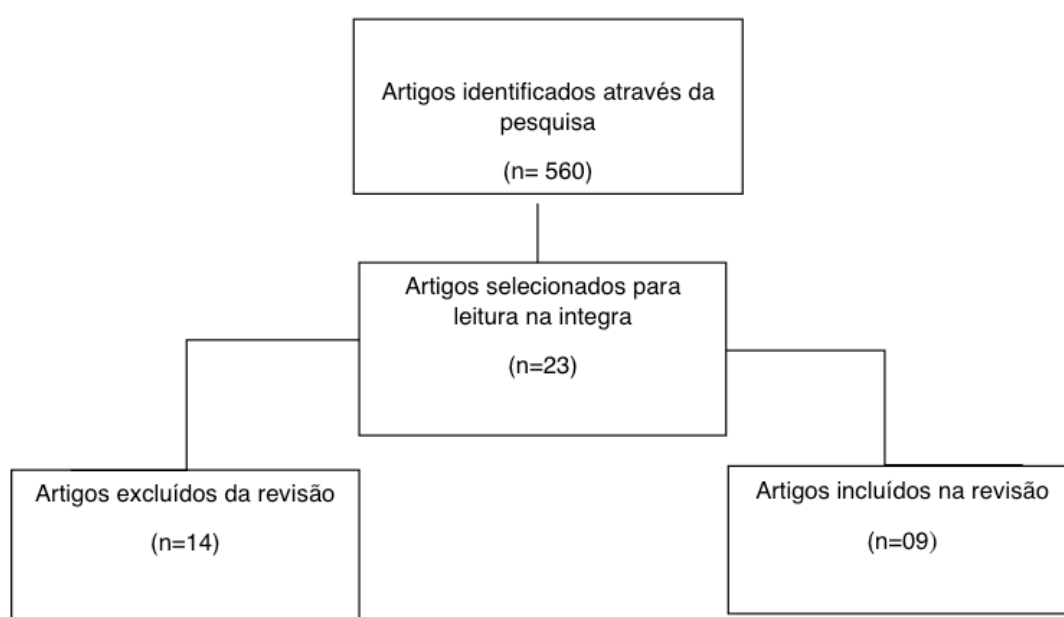 Artigos identificados através da
pesquisa
(n= 560)
Artigos selecionados para
leitura na integra
(n=23)
Artigos excluídos da revisão
(n=14)
Artigos incluídos na revisão
(n=09)